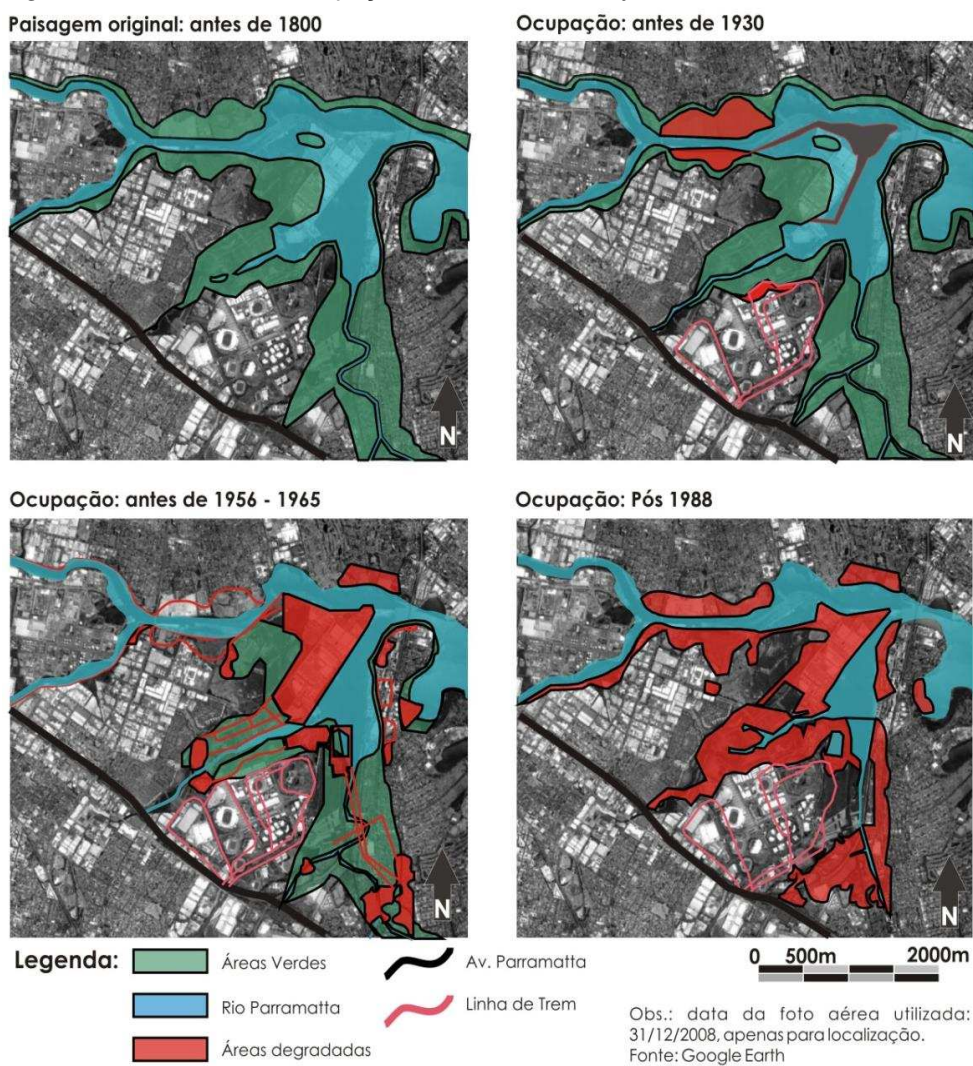 Paisagem original: antes de 1800
Ocupação: antes de 1930
N
N
Ocupação: antes de 1956 - 1965
Ocupação: Pós 1988
N
N
Legenda:
Áreas Verdes
Rio Parramatta
Áreas degradadas
Av. Parramatta
Linha de Trem
0 500m 2000m
Obs.: data da foto aérea utilizada:
31/12/2008, apenas para localização.
Fonte: Google Earth